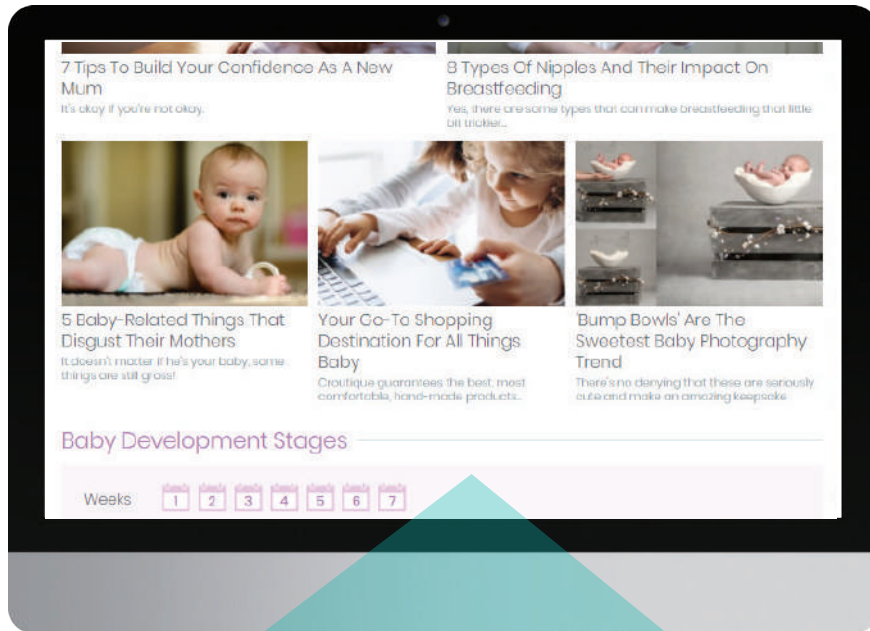 7 Tips To Build Your Confidence As A New
Mum
It's okay if you're not okay.
8 Types Of Nipples And Their Impact On
Breastfeeding
Yes, there are some types that can make breastfeeding that little
bit trickier...
5 Baby-Related Things That
Disgust Their Mothers
It doesn't matter if he's your baby, some
things are still gross!
Your Go-To Shopping
Destination For All Things
Baby
Croutique guarantees the best, most
comfortable, hand-made products...
'Bump Bowls' Are The
Sweetest Baby Photography
Trend
There's no denying that these are seriously
cute and make an amazing keepsake
Baby Development Stages
Weeks 1 2 3 4 5 6 7